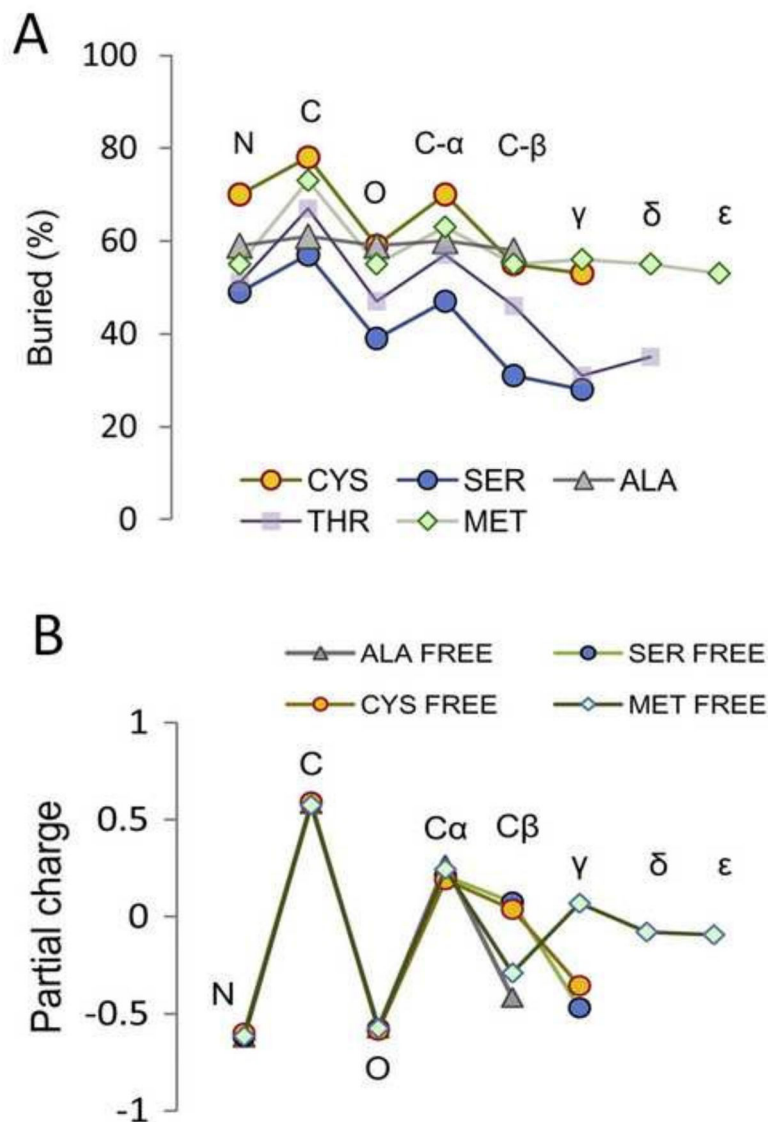 A
100
80
60
40
20
0
Buried (%)
N
C
O
C-α
C-β
γ
δ
ε
CYS
SER
ALA
THR
MET
B
ALA FREE
SER FREE
CYS FREE
MET FREE
1
0.5
0
-0.5
-1
Partial charge
N
C
O
Cα
Cβ
γ
δ
ε